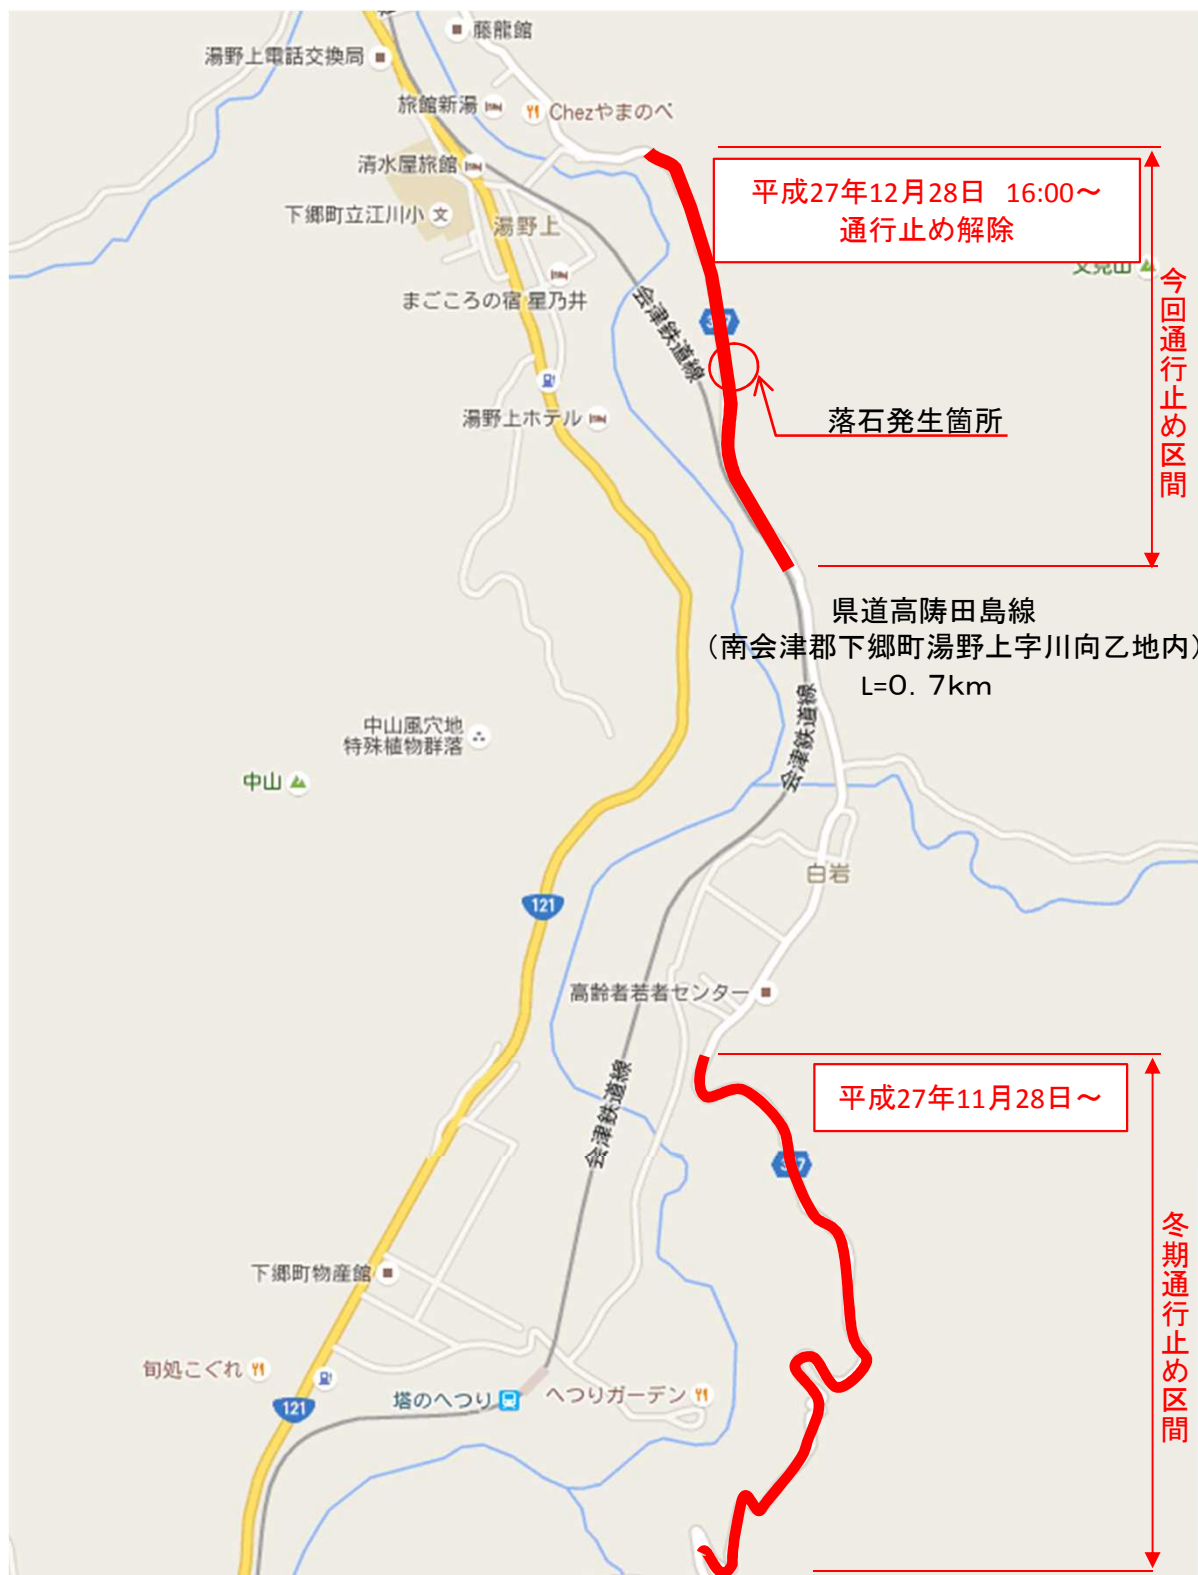 藤龍館
湯野上電話交換局
旅館新湯
Chezやまのべ
清水屋旅館
平成27年12月28日 16:00～
通行止め解除
下郷町立江川小
文
湯野上
まごころの宿 星乃井
会津鉄道線
今回通行止め区間
落石発生箇所
湯野上ホテル
県道高陦田島線
（南会津郡下郷町湯野上字川向乙地内）
L=0．7km
会津鉄道線
中山風穴地
特殊植物群落
中山
白岩
121
高齢者若者センター
会津鉄道線
平成27年11月28日～
冬期通行止め区間
下郷町物産館
旬処こぐれ
121
塔のへつり
へつりガーデン